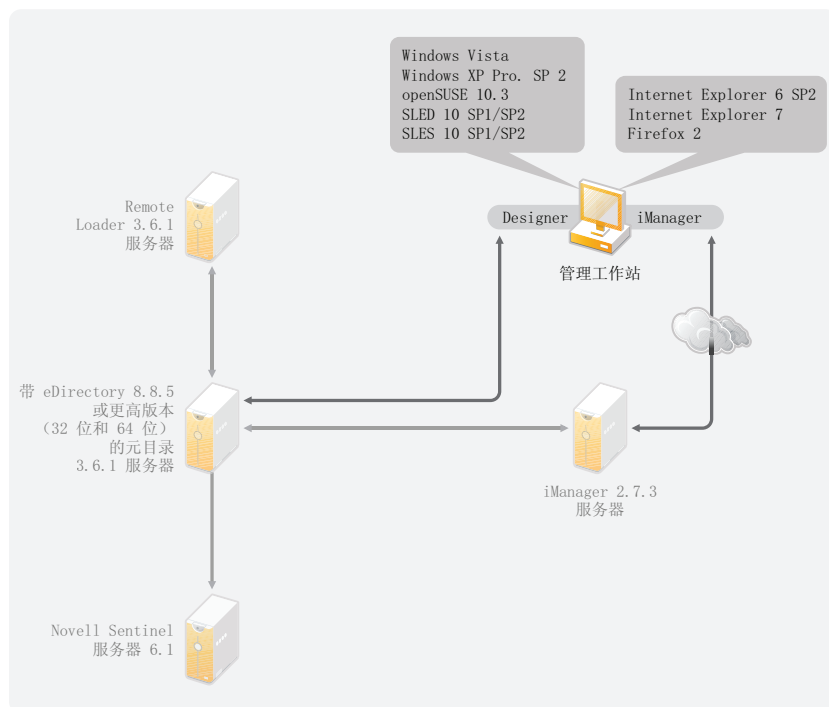 Windows Vista
Windows XP Pro. SP 2
openSUSE 10.3
SLED 10 SP1/SP2
SLES 10 SP1/SP2
Internet Explorer 6 SP2
Internet Explorer 7
Firefox 2
Remote
Loader 3.6.1
服务器
Designer
iManager
管理工作站
带 eDirectory 8.8.5
或更高版本
（32 位和 64 位）
的元目录
3.6.1 服务器
iManager 2.7.3
服务器
Novell Sentinel
服务器 6.1